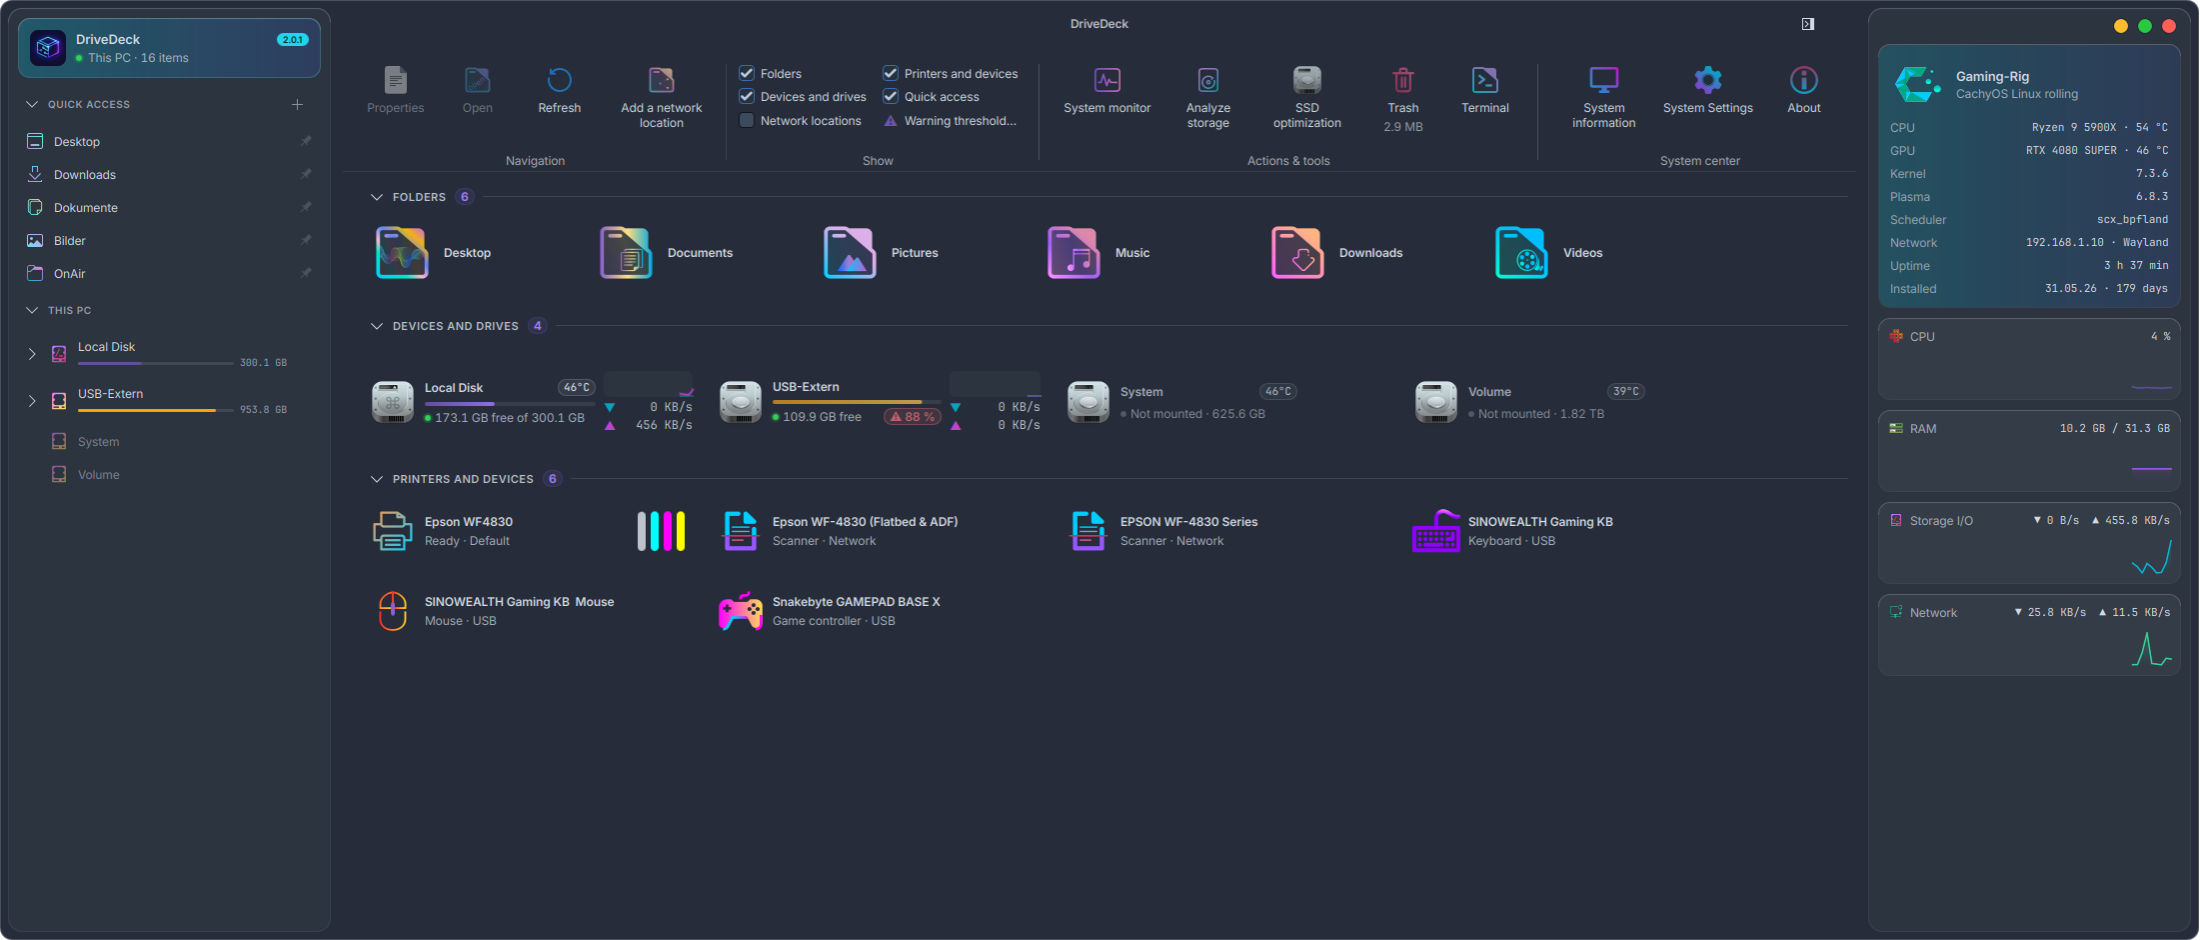 DriveDeck
2.0.1
This PC · 16 items
QUICK ACCESS
Desktop
Downloads
Dokumente
Bilder
OnAir
THIS PC
Local Disk
300.1 GB
USB-Extern
953.8 GB
System
Volume
DriveDeck
Properties
Open
Refresh
Add a network
location
Navigation
Folders
Printers and devices
Devices and drives
Quick access
Network locations
Warning threshold...
Show
System monitor
Analyze
storage
SSD
optimization
Trash
2.9 MB
Terminal
Actions & tools
System
information
System Settings
About
System center
FOLDERS 6
Desktop
Documents
Pictures
Music
Downloads
Videos
DEVICES AND DRIVES 4
Local Disk 46°C
173.1 GB free of 300.1 GB
▼ 0 KB/s
▲ 456 KB/s
USB-Extern
109.9 GB free 88 %
▼ 0 KB/s
▲ 0 KB/s
System 46°C
Not mounted · 625.6 GB
Volume 39°C
Not mounted · 1.82 TB
PRINTERS AND DEVICES 6
Epson WF4830
Ready · Default
Epson WF-4830 (Flatbed & ADF)
Scanner · Network
EPSON WF-4830 Series
Scanner · Network
SINOWEALTH Gaming KB
Keyboard · USB
SINOWEALTH Gaming KB  Mouse
Mouse · USB
Snakebyte GAMEPAD BASE X
Game controller · USB
Gaming-Rig
CachyOS Linux rolling
CPU Ryzen 9 5900X · 54 °C
GPU RTX 4080 SUPER · 46 °C
Kernel 7.3.6
Plasma 6.8.3
Scheduler scx_bpfland
Network 192.168.1.10 · Wayland
Uptime 3 h 37 min
Installed 31.05.26 · 179 days
CPU 4 %
RAM 10.2 GB / 31.3 GB
Storage I/O ▼ 0 B/s ▲ 455.8 KB/s
Network ▼ 25.8 KB/s ▲ 11.5 KB/s